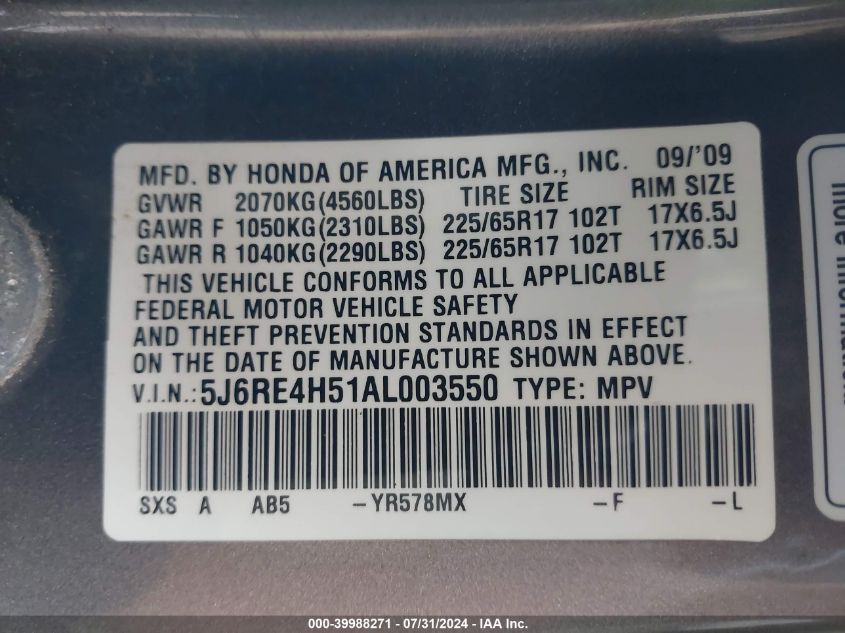 MFD. BY HONDA OF AMERICA MFG., INC. 09/'09
GVWR 2070KG(4560LBS) TIRE SIZE RIM SIZE
GAWR F 1050KG(2310LBS) 225/65R17 102T 17X6.5J
GAWR R 1040KG(2290LBS) 225/65R17 102T 17X6.5J
THIS VEHICLE CONFORMS TO ALL APPLICABLE
FEDERAL MOTOR VEHICLE SAFETY
AND THEFT PREVENTION STANDARDS IN EFFECT
ON THE DATE OF MANUFACTURE SHOWN ABOVE.
V.I.N.: 5J6RE4H51AL003550 TYPE: MPV
SXS A AB5 -YR578MX -F -L
more information.
000-39988271 - 07/31/2024 - IAA Inc.